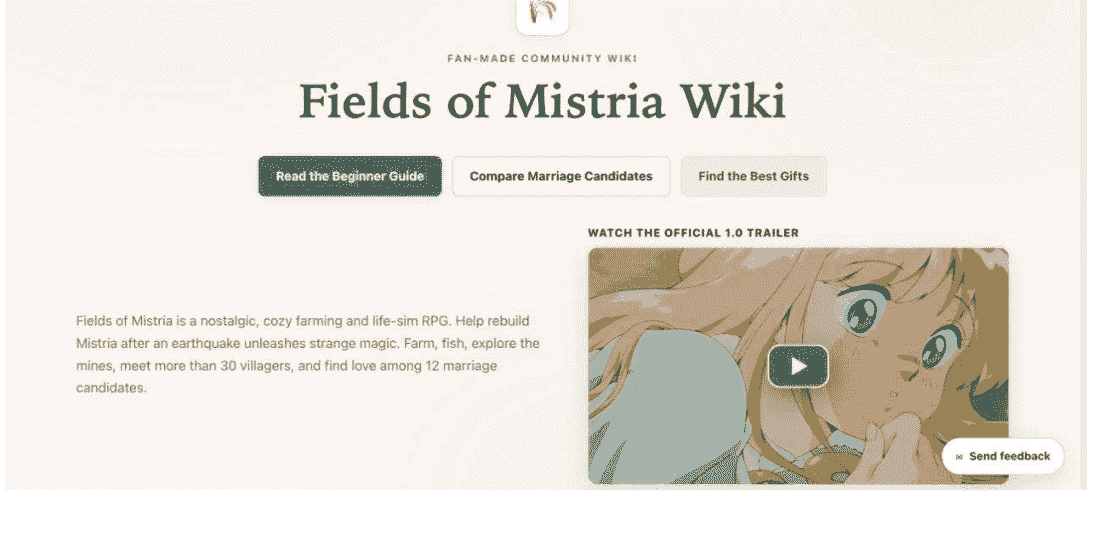 FAN-MADE COMMUNITY WIKI
Fields of Mistria Wiki
Read the Beginner Guide
Compare Marriage Candidates
Find the Best Gifts
WATCH THE OFFICIAL 1.0 TRAILER
Fields of Mistria is a nostalgic, cozy farming and life-sim RPG. Help rebuild
Mistria after an earthquake unleashes strange magic. Farm, fish, explore the
mines, meet more than 30 villagers, and find love among 12 marriage
candidates.
Send feedback